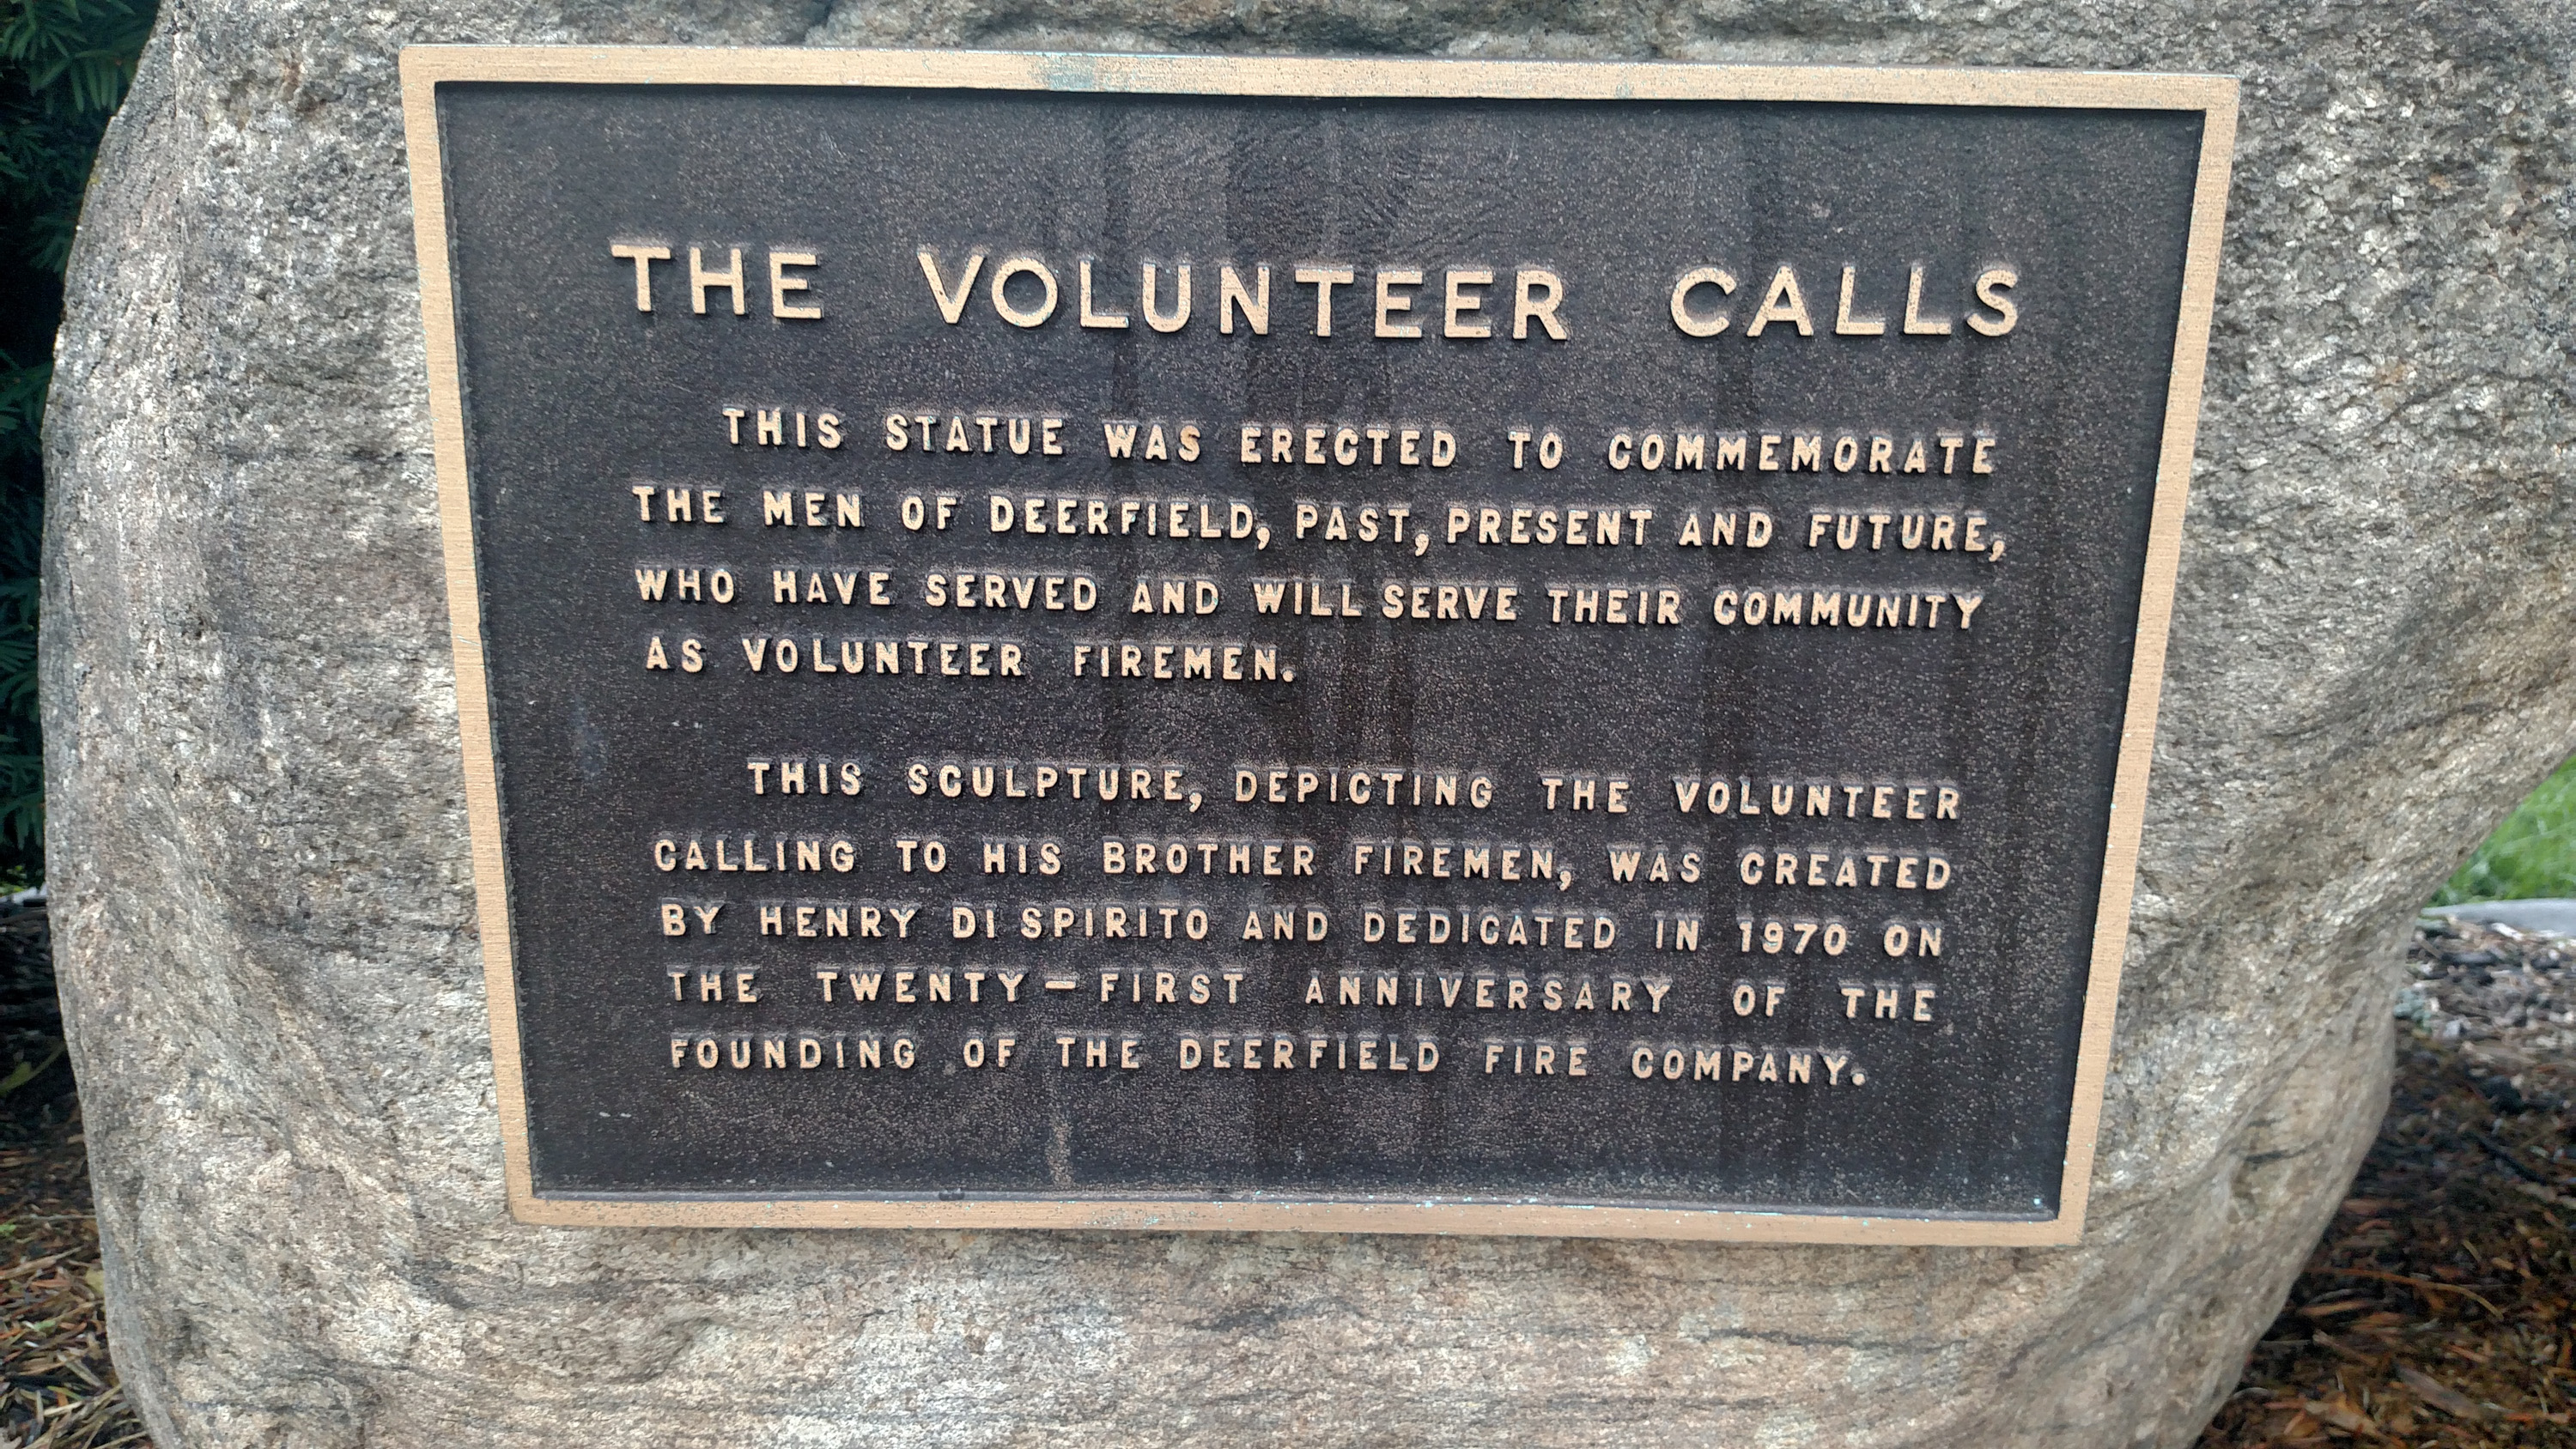 THE VOLUNTEER CALLS
THIS STATUE WAS ERECTED TO COMMEMORATE
THE MEN OF DEERFIELD, PAST, PRESENT AND FUTURE,
WHO HAVE SERVED AND WILL SERVE THEIR COMMUNITY
AS VOLUNTEER FIREMEN.
THIS SCULPTURE, DEPICTING THE VOLUNTEER
CALLING TO HIS BROTHER FIREMEN, WAS CREATED
BY HENRY DI SPIRITO AND DEDICATED IN 1970 ON
THE TWENTY-FIRST ANNIVERSARY OF THE
FOUNDING OF THE DEERFIELD FIRE COMPANY.